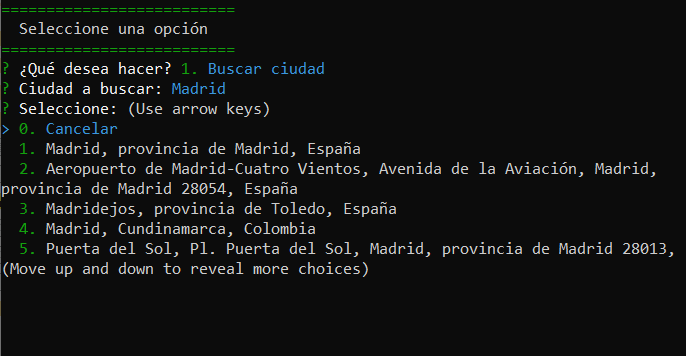 ==========================
Seleccione una opción
==========================
? ¿Qué desea hacer? 1. Buscar ciudad
? Ciudad a buscar: Madrid
? Seleccione: (Use arrow keys)
> 0. Cancelar
1. Madrid, provincia de Madrid, España
2. Aeropuerto de Madrid-Cuatro Vientos, Avenida de la Aviación, Madrid,
provincia de Madrid 28054, España
3. Madridejos, provincia de Toledo, España
4. Madrid, Cundinamarca, Colombia
5. Puerta del Sol, Pl. Puerta del Sol, Madrid, provincia de Madrid 28013,
(Move up and down to reveal more choices)